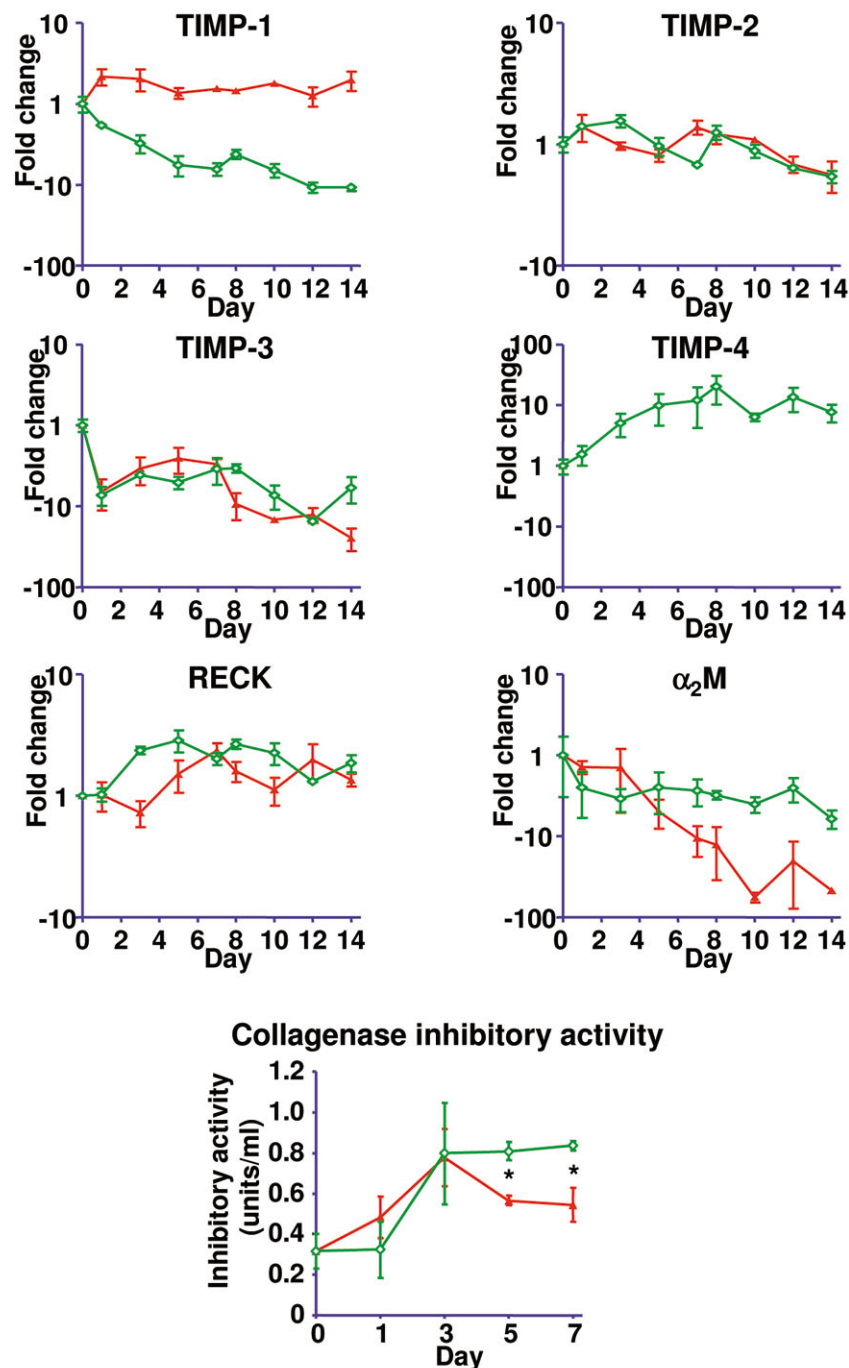 TIMP-1
Fold change
10
1
-10
-100
0 2 4 6 8 10 12 14
Day
TIMP-2
Fold change
10
1
-10
0 2 4 6 8 10 12 14
Day
TIMP-3
Fold change
10
1
-10
-100
0 2 4 6 8 10 12 14
Day
TIMP-4
Fold change
100
10
1
-10
-100
0 2 4 6 8 10 12 14
Day
RECK
Fold change
10
1
-10
0 2 4 6 8 10 12 14
Day
α₂M
Fold change
10
1
-10
-100
0 2 4 6 8 10 12 14
Day
Collagenase inhibitory activity
Inhibitory activity
(units/ml)
1.2
1.0
0.8
0.6
0.4
0.2
0
* *
0 1 3 5 7
Day